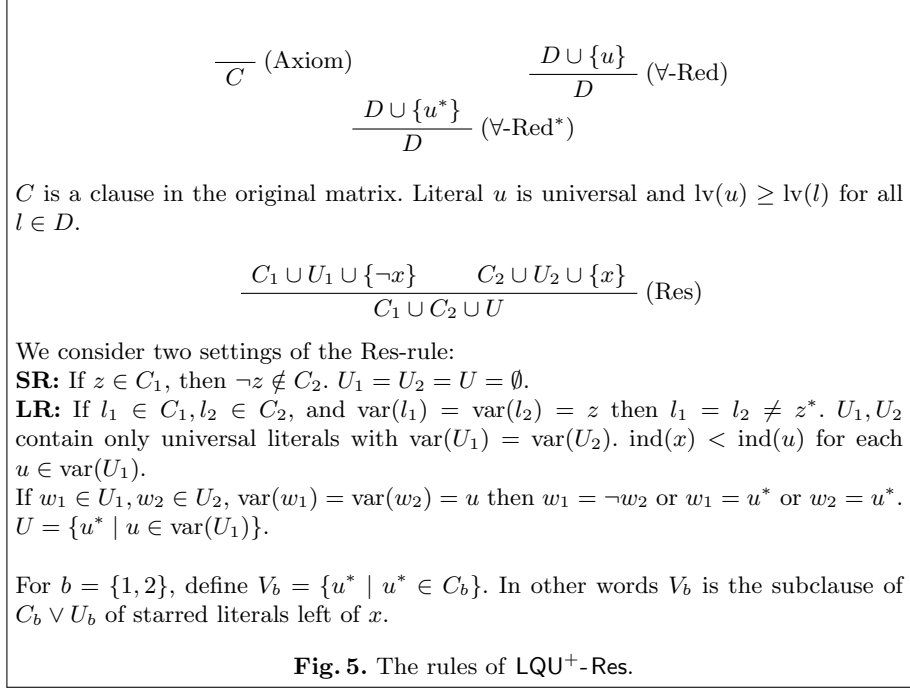 C (Axiom)
D ∪ {u}
D (∀-Red)
D ∪ {u*}
D (∀-Red*)
C is a clause in the original matrix. Literal u is universal and lv(u) ≥ lv(l) for all
l ∈ D.
C₁ ∪ U₁ ∪ {¬x} C₂ ∪ U₂ ∪ {x}
C₁ ∪ C₂ ∪ U (Res)
We consider two settings of the Res-rule:
SR: If z ∈ C₁, then ¬z ∉ C₂. U₁ = U₂ = U = ∅.
LR: If l₁ ∈ C₁, l₂ ∈ C₂, and var(l₁) = var(l₂) = z then l₁ = l₂ ≠ z*. U₁, U₂
contain only universal literals with var(U₁) = var(U₂). ind(x) < ind(u) for each
u ∈ var(U₁).
If w₁ ∈ U₁, w₂ ∈ U₂, var(w₁) = var(w₂) = u then w₁ = ¬w₂ or w₁ = u* or w₂ = u*.
U = {u* | u ∈ var(U₁)}.
For b = {1, 2}, define V_b = {u* | u* ∈ C_b}. In other words V_b is the subclause of
C_b ∨ U_b of starred literals left of x.
Fig. 5. The rules of LQU⁺-Res.